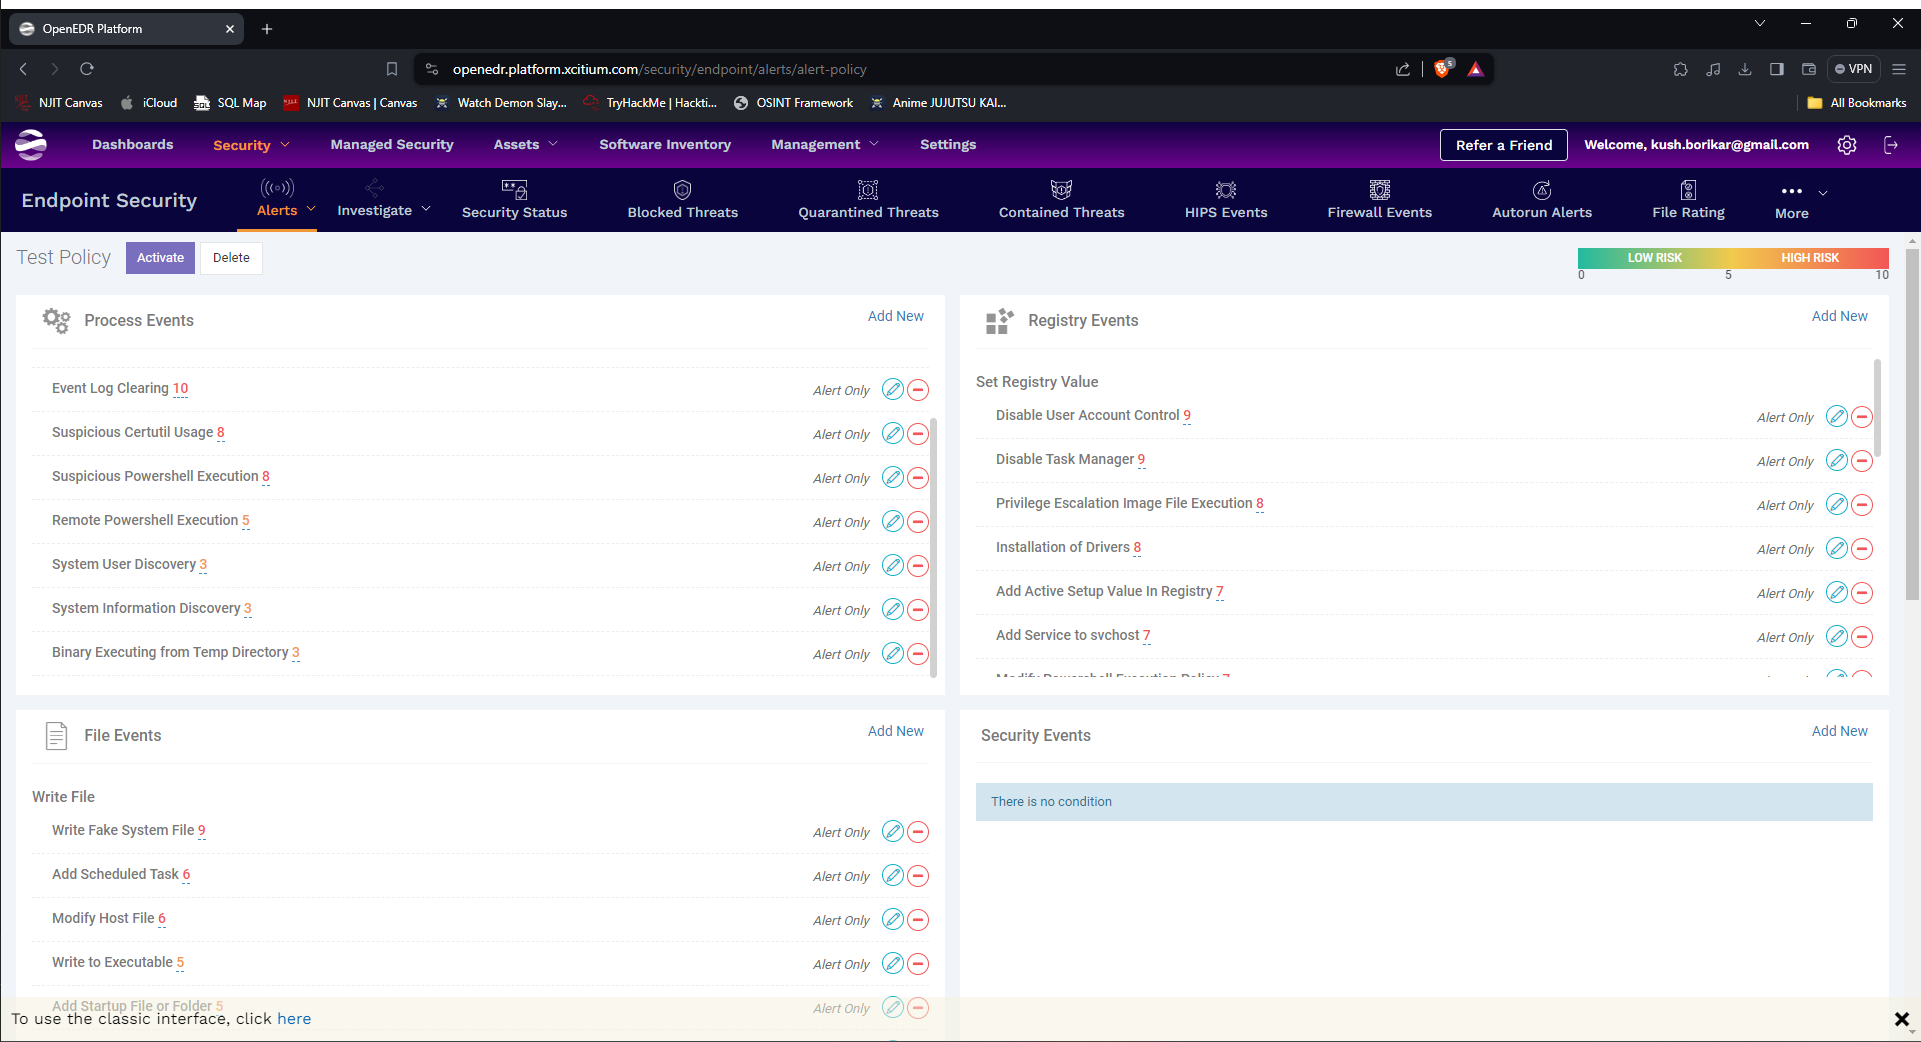 OpenEDR Platform
openedr.platform.xcitium.com/security/endpoint/alerts/alert-policy
5
VPN
NJIT Canvas
iCloud
SQL Map
NJIT Canvas | Canvas
Watch Demon Slay...
TryHackMe | Hackti...
OSINT Framework
Anime JUJUTSU KAI...
All Bookmarks
Dashboards
Security
Managed Security
Assets
Software Inventory
Management
Settings
Refer a Friend
Welcome, kush.borikar@gmail.com
Endpoint Security
Alerts
Investigate
Security Status
Blocked Threats
Quarantined Threats
Contained Threats
HIPS Events
Firewall Events
Autorun Alerts
File Rating
More
Test Policy
Activate
Delete
LOW RISK
HIGH RISK
0
5
10
Process Events
Add New
Event Log Clearing 10
Alert Only
Suspicious Certutil Usage 8
Alert Only
Suspicious Powershell Execution 8
Alert Only
Remote Powershell Execution 5
Alert Only
System User Discovery 3
Alert Only
System Information Discovery 3
Alert Only
Binary Executing from Temp Directory 3
Alert Only
Registry Events
Add New
Set Registry Value
Disable User Account Control 9
Alert Only
Disable Task Manager 9
Alert Only
Privilege Escalation Image File Execution 8
Alert Only
Installation of Drivers 8
Alert Only
Add Active Setup Value In Registry 7
Alert Only
Add Service to svchost 7
Alert Only
Modify Powershell Execution Policy 7
File Events
Add New
Write File
Write Fake System File 9
Alert Only
Add Scheduled Task 6
Alert Only
Modify Host File 6
Alert Only
Write to Executable 5
Alert Only
Add Startup File or Folder 5
Alert Only
Security Events
Add New
There is no condition
To use the classic interface, click here